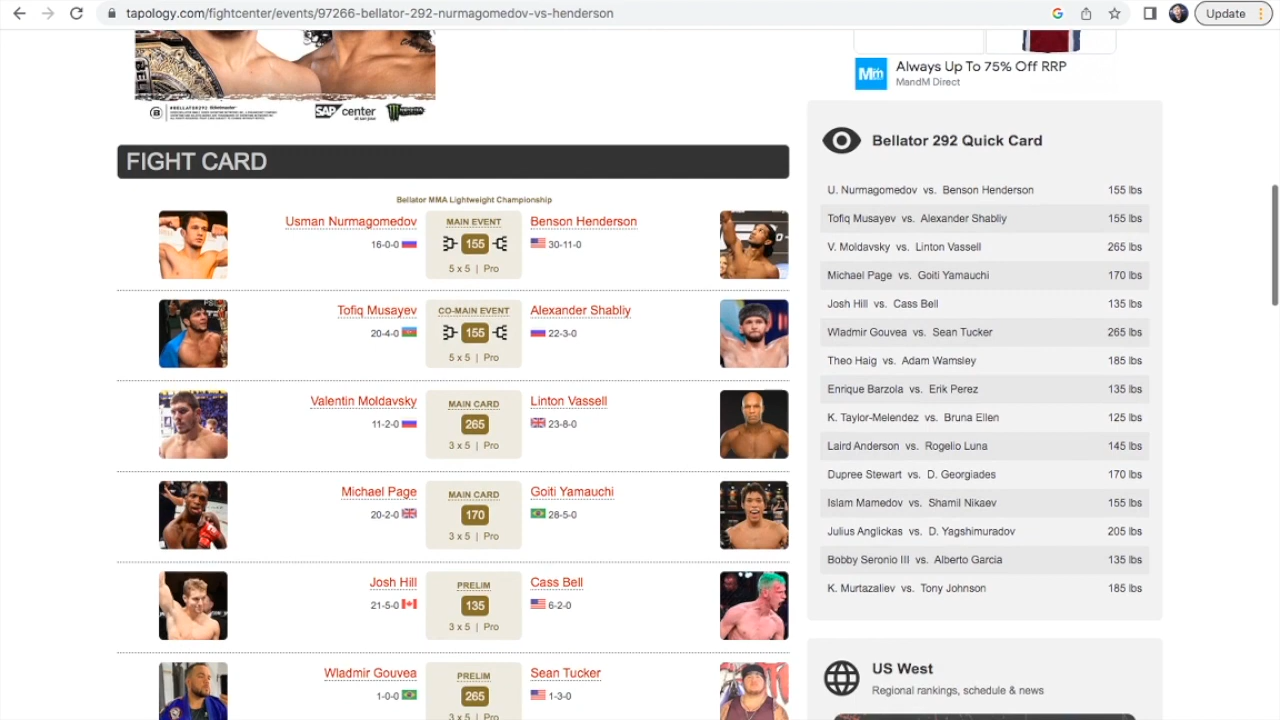 tapology.com/fightcenter/events/97266-bellator-292-nurmagomedov-vs-henderson
Update
SAP center
Always Up To 75% Off RRP
MandM Direct
FIGHT CARD
Bellator MMA Lightweight Championship
Usman Nurmagomedov
MAIN EVENT
Benson Henderson
16-0-0
155
30-11-0
5 x 5 | Pro
Tofiq Musayev
CO-MAIN EVENT
Alexander Shabliy
20-4-0
155
22-3-0
5 x 5 | Pro
Valentin Moldavsky
MAIN CARD
Linton Vassell
11-2-0
265
23-8-0
3 x 5 | Pro
Michael Page
MAIN CARD
Goiti Yamauchi
20-2-0
170
28-5-0
3 x 5 | Pro
Josh Hill
PRELIM
Cass Bell
21-5-0
135
6-2-0
3 x 5 | Pro
Wladmir Gouvea
PRELIM
Sean Tucker
1-0-0
265
1-3-0
3 x 5 | Pro
Bellator 292 Quick Card
U. Nurmagomedov vs. Benson Henderson 155 lbs
Tofiq Musayev vs. Alexander Shabliy 155 lbs
V. Moldavsky vs. Linton Vassell 265 lbs
Michael Page vs. Goiti Yamauchi 170 lbs
Josh Hill vs. Cass Bell 135 lbs
Wladmir Gouvea vs. Sean Tucker 265 lbs
Theo Haig vs. Adam Wamsley 185 lbs
Enrique Barzola vs. Erik Perez 135 lbs
K. Taylor-Melendez vs. Bruna Ellen 25 lbs
Laird Anderson vs. Rogelio Luna 145 lbs
Dupree Stewart vs. D. Georgiades 170 lbs
Islam Mamedov vs. Shamil Nikaev 55 lbs
Julius Anglickas vs. D. Yagshimuradov 205 lbs
Bobby Seronio III vs. Alberto Garcia 135 lbs
K. Murtazaliev vs. Tony Johnson 185 lbs
US West
Regional rankings, schedule & news